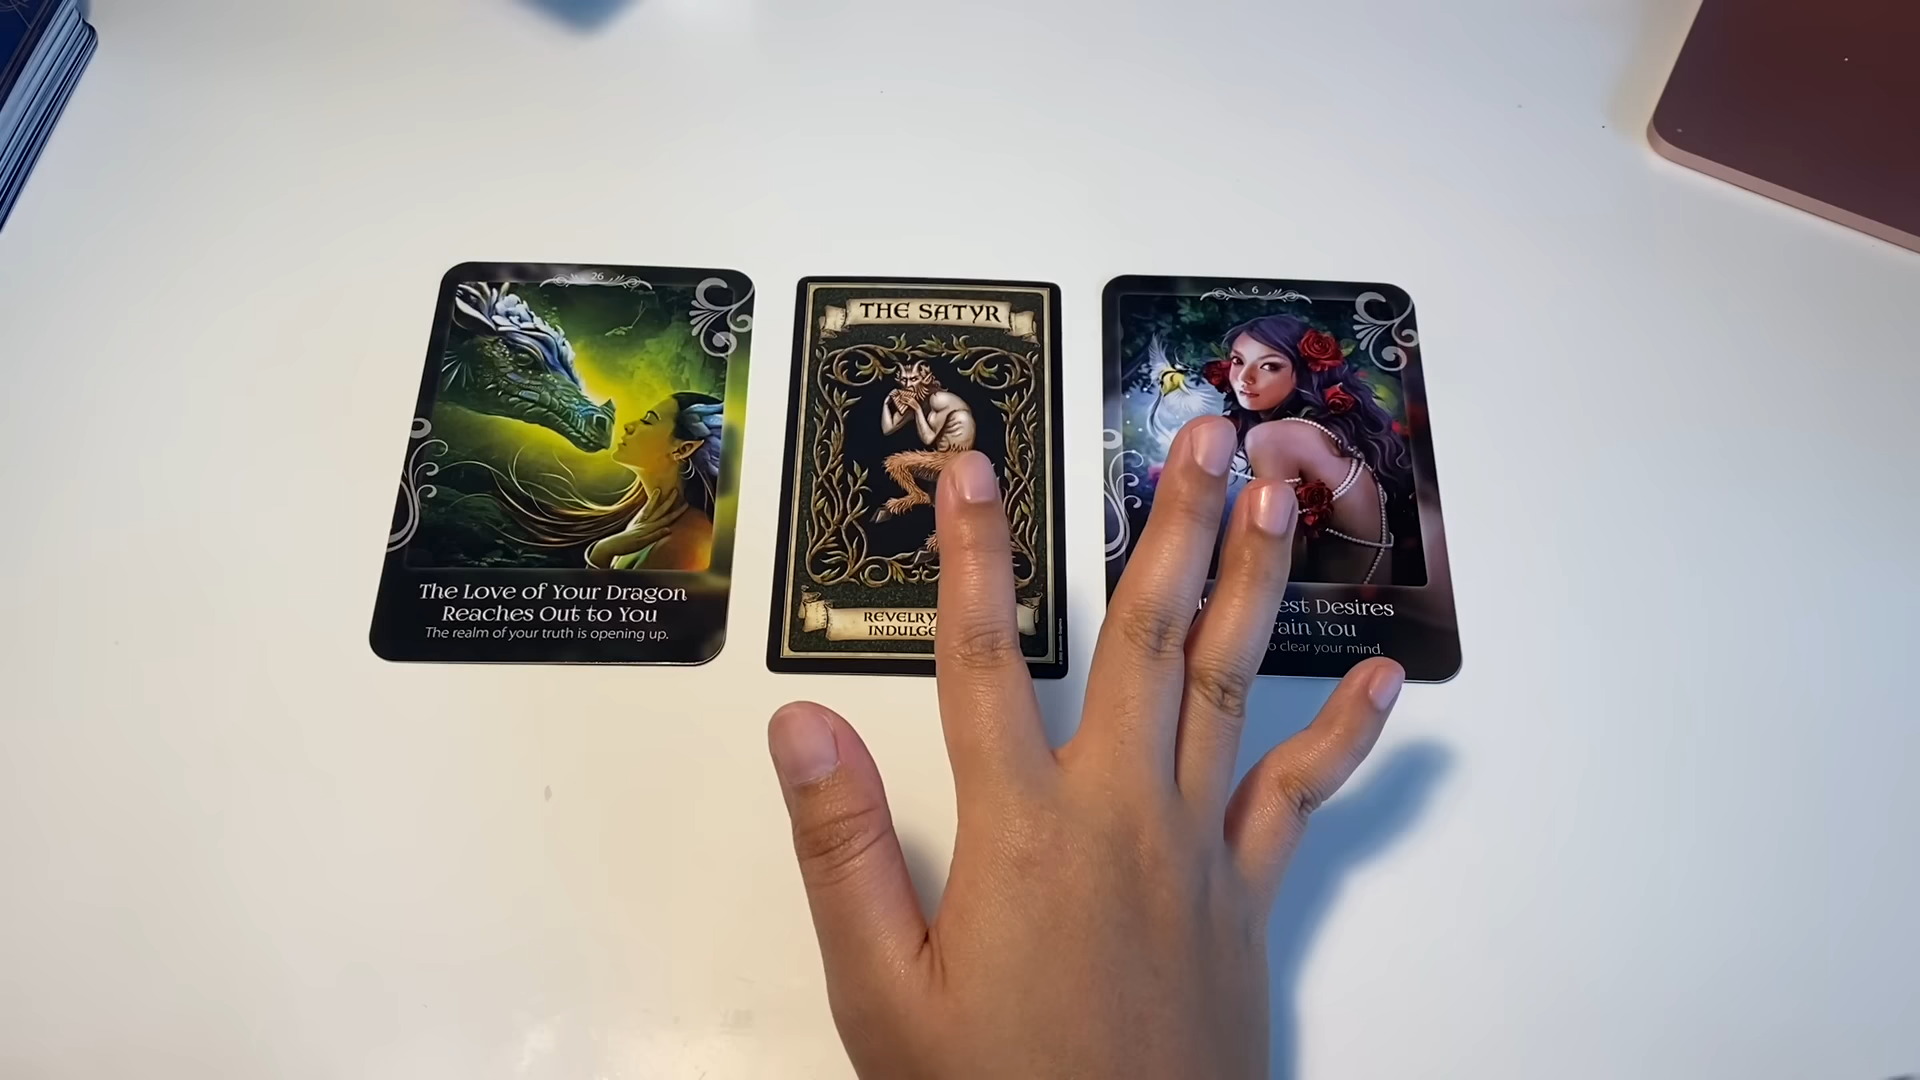 26
The Love of Your Dragon
Reaches Out to You
The realm of your truth is opening up.
THE SATYR
REVELRY
INDULGE
6
est Desires
rain You
o clear your mind.